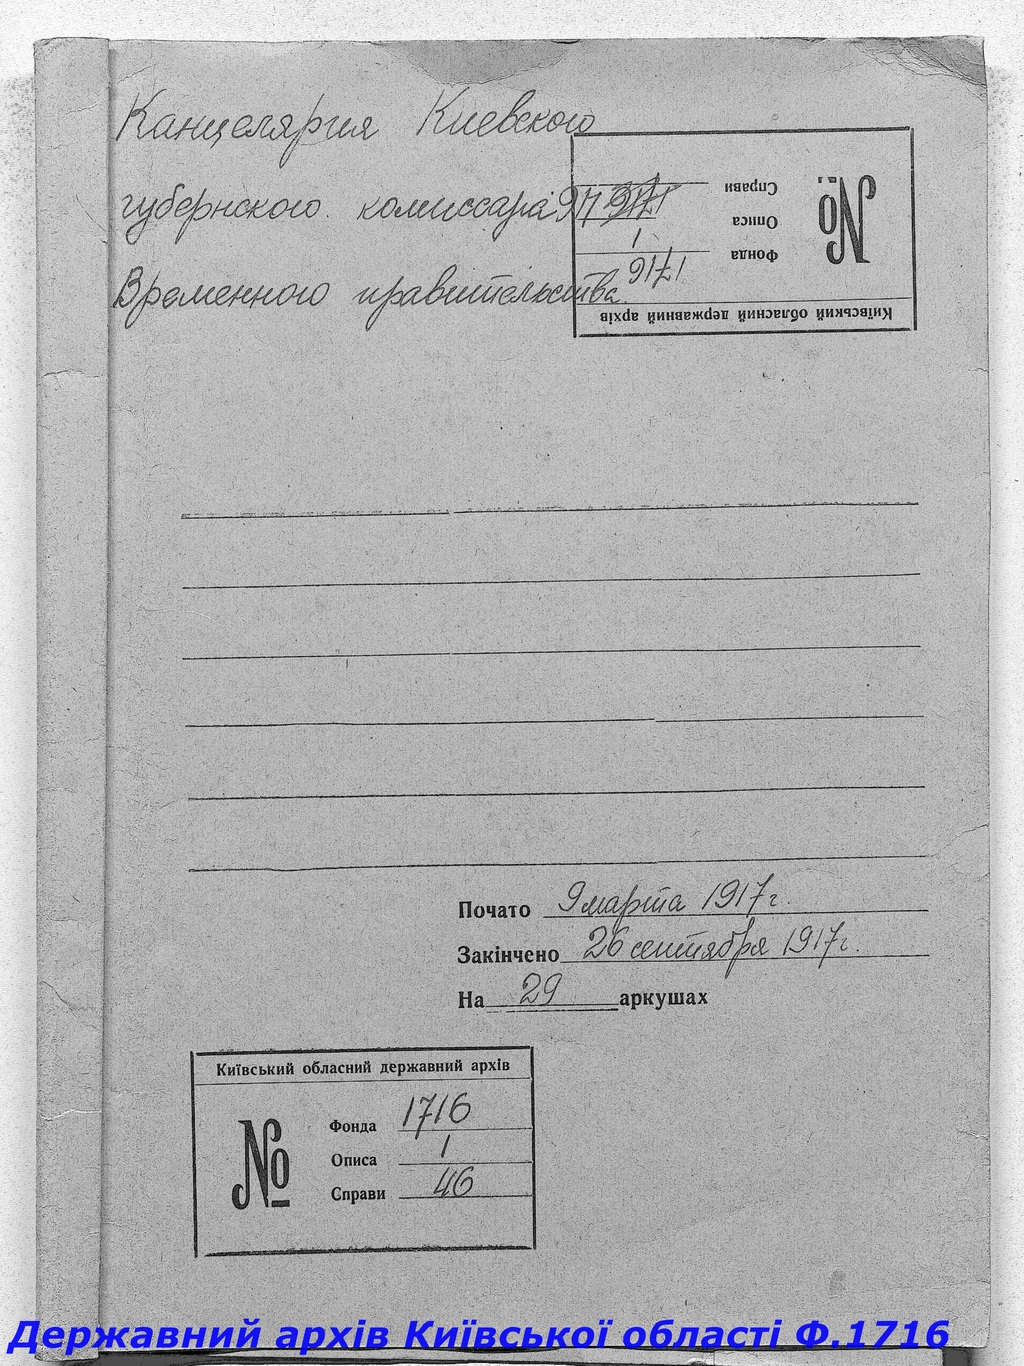 Канцелярия Киевского
губернского комиссара
Временного правительства.
Київський обласний державний архів
№
Фонда 1716
Описа 1
Справи
Почато 9 марта 1917 г.
Закінчено 26 сентября 1917 г.
На 29 аркушах
Київський обласний державний архів
№
Фонда 1716
Описа 1
Справи 46
Державний архів Київської області Ф.1716